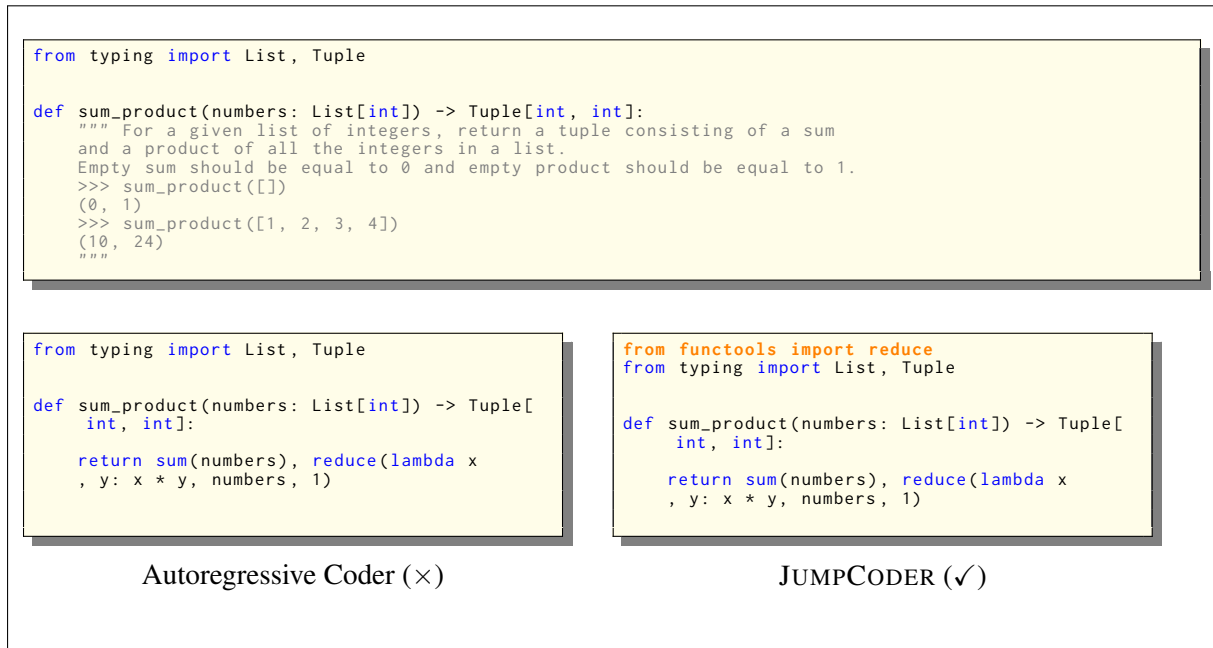 from typing import List, Tuple
def sum_product(numbers: List[int]) -> Tuple[int, int]:
""" For a given list of integers, return a tuple consisting of a sum
and a product of all the integers in a list.
Empty sum should be equal to 0 and empty product should be equal to 1.
>>> sum_product([])
(0, 1)
>>> sum_product([1, 2, 3, 4])
(10, 24)
"""
from typing import List, Tuple
def sum_product(numbers: List[int]) -> Tuple[
int, int]:
return sum(numbers), reduce(lambda x
, y: x * y, numbers, 1)
Autoregressive Coder (×)
from functools import reduce
from typing import List, Tuple
def sum_product(numbers: List[int]) -> Tuple[
int, int]:
return sum(numbers), reduce(lambda x
, y: x * y, numbers, 1)
JUMPCODER (✓)